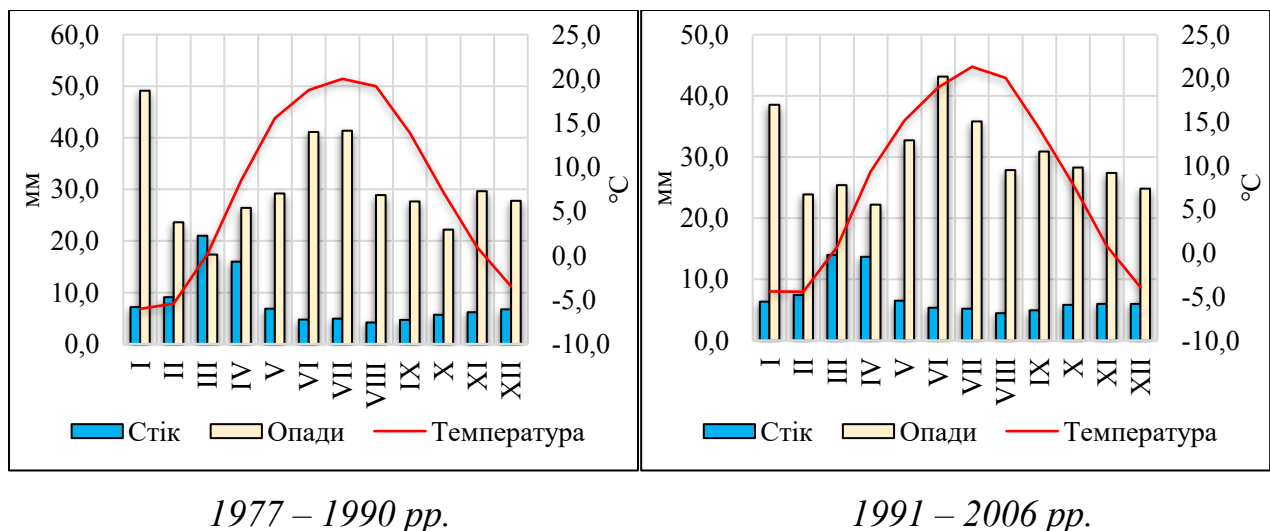 60,0
50,0
40,0
30,0
20,0
10,0
0,0
мм
25,0
20,0
15,0
10,0
5,0
0,0
-5,0
-10,0
°C
I II III IV V VI VII VIII IX X XI XII
Стік Опади Температура
1977 – 1990 рр.
50,0
40,0
30,0
20,0
10,0
0,0
мм
25,0
20,0
15,0
10,0
5,0
0,0
-5,0
-10,0
°C
I II III IV V VI VII VIII IX X XI XII
Стік Опади Температура
1991 – 2006 рр.